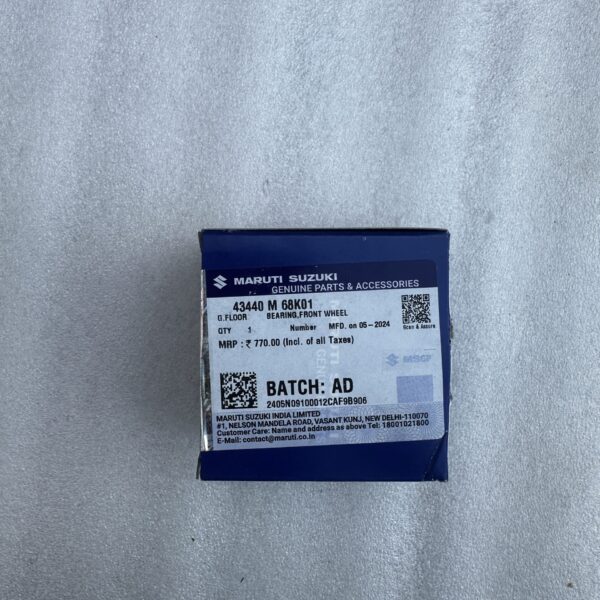 MARUTI SUZUKI
GENUINE PARTS & ACCESSORIES
43440 M 68K01
G.FLOOR BEARING,FRONT WHEEL
QTY 1 Number MFD. on 05-2024
Scan & Assure
MRP : ₹ 770.00 (Incl. of all Taxes)
MSGP
BATCH: AD
2405N09100012CAF9B906
MARUTI SUZUKI INDIA LIMITED
#1, NELSON MANDELA ROAD, VASANT KUNJ, NEW DELHI-110070
Customer Care: Name and address as above Tel: 18001021800
E-Mail: contact@maruti.co.in